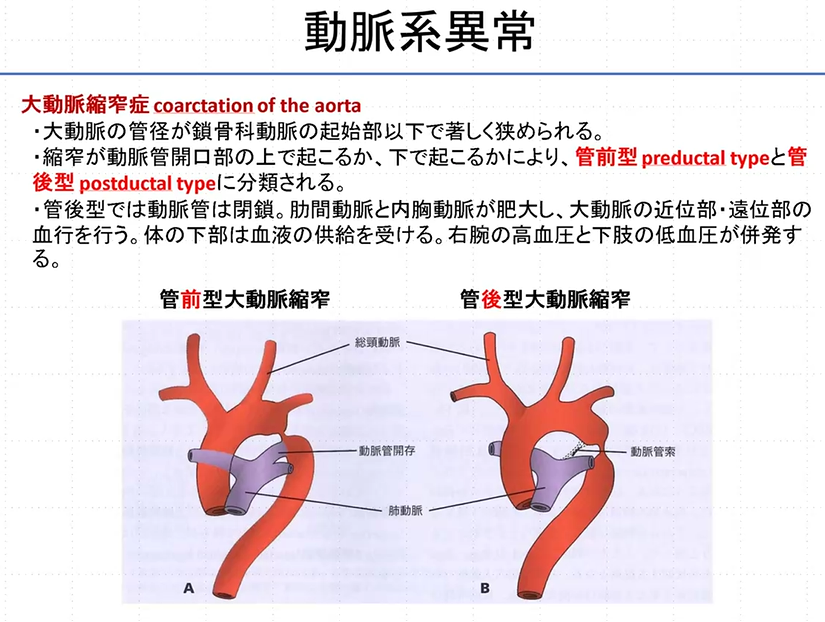 動脈系異常
大動脈縮窄症 coarctation of the aorta
・大動脈の管径が鎖骨科動脈の起始部以下で著しく狭められる。
・縮窄が動脈管開口部の上で起こるか、下で起こるかにより、管前型 preductal typeと管
後型 postductal typeに分類される。
・管後型では動脈管は閉鎖。肋間動脈と内胸動脈が肥大し、大動脈の近位部・遠位部の
血行を行う。体の下部は血液の供給を受ける。右腕の高血圧と下肢の低血圧が併発す
る。
管前型大動脈縮窄
管後型大動脈縮窄
総頸動脈
動脈管開存
動脈管索
肺動脈
A
B